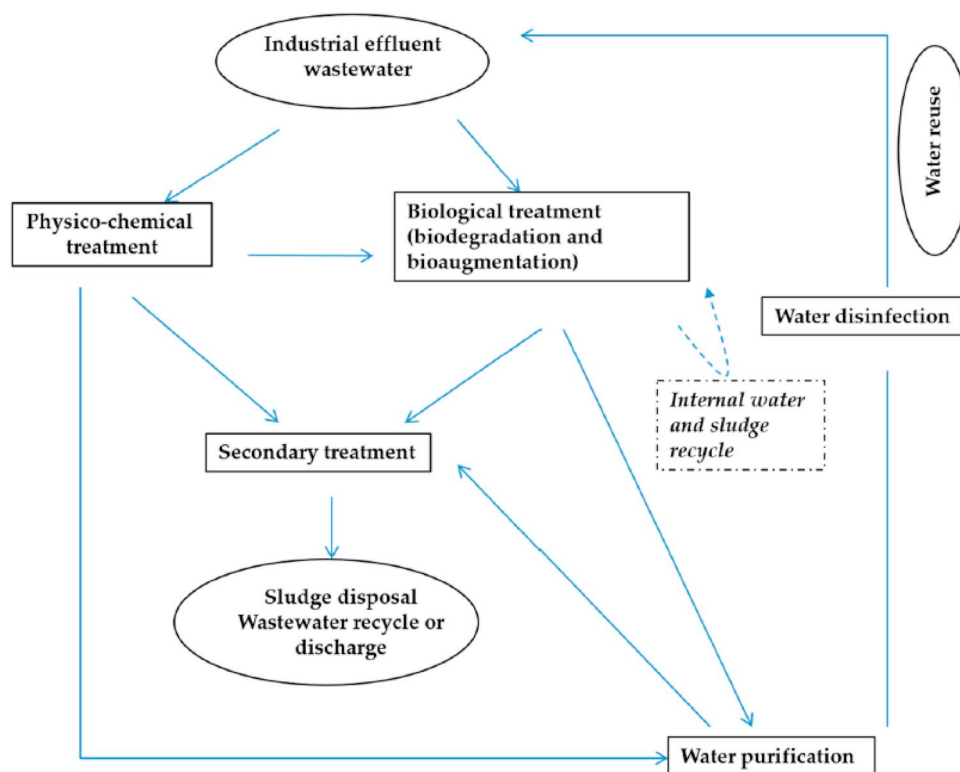 Industrial effluent
wastewater
Water reuse
Physico-chemical
treatment
Biological treatment
(biodegradation and
bioaugmentation)
Water disinfection
Internal water
and sludge
recycle
Secondary treatment
Sludge disposal
Wastewater recycle or
discharge
Water purification